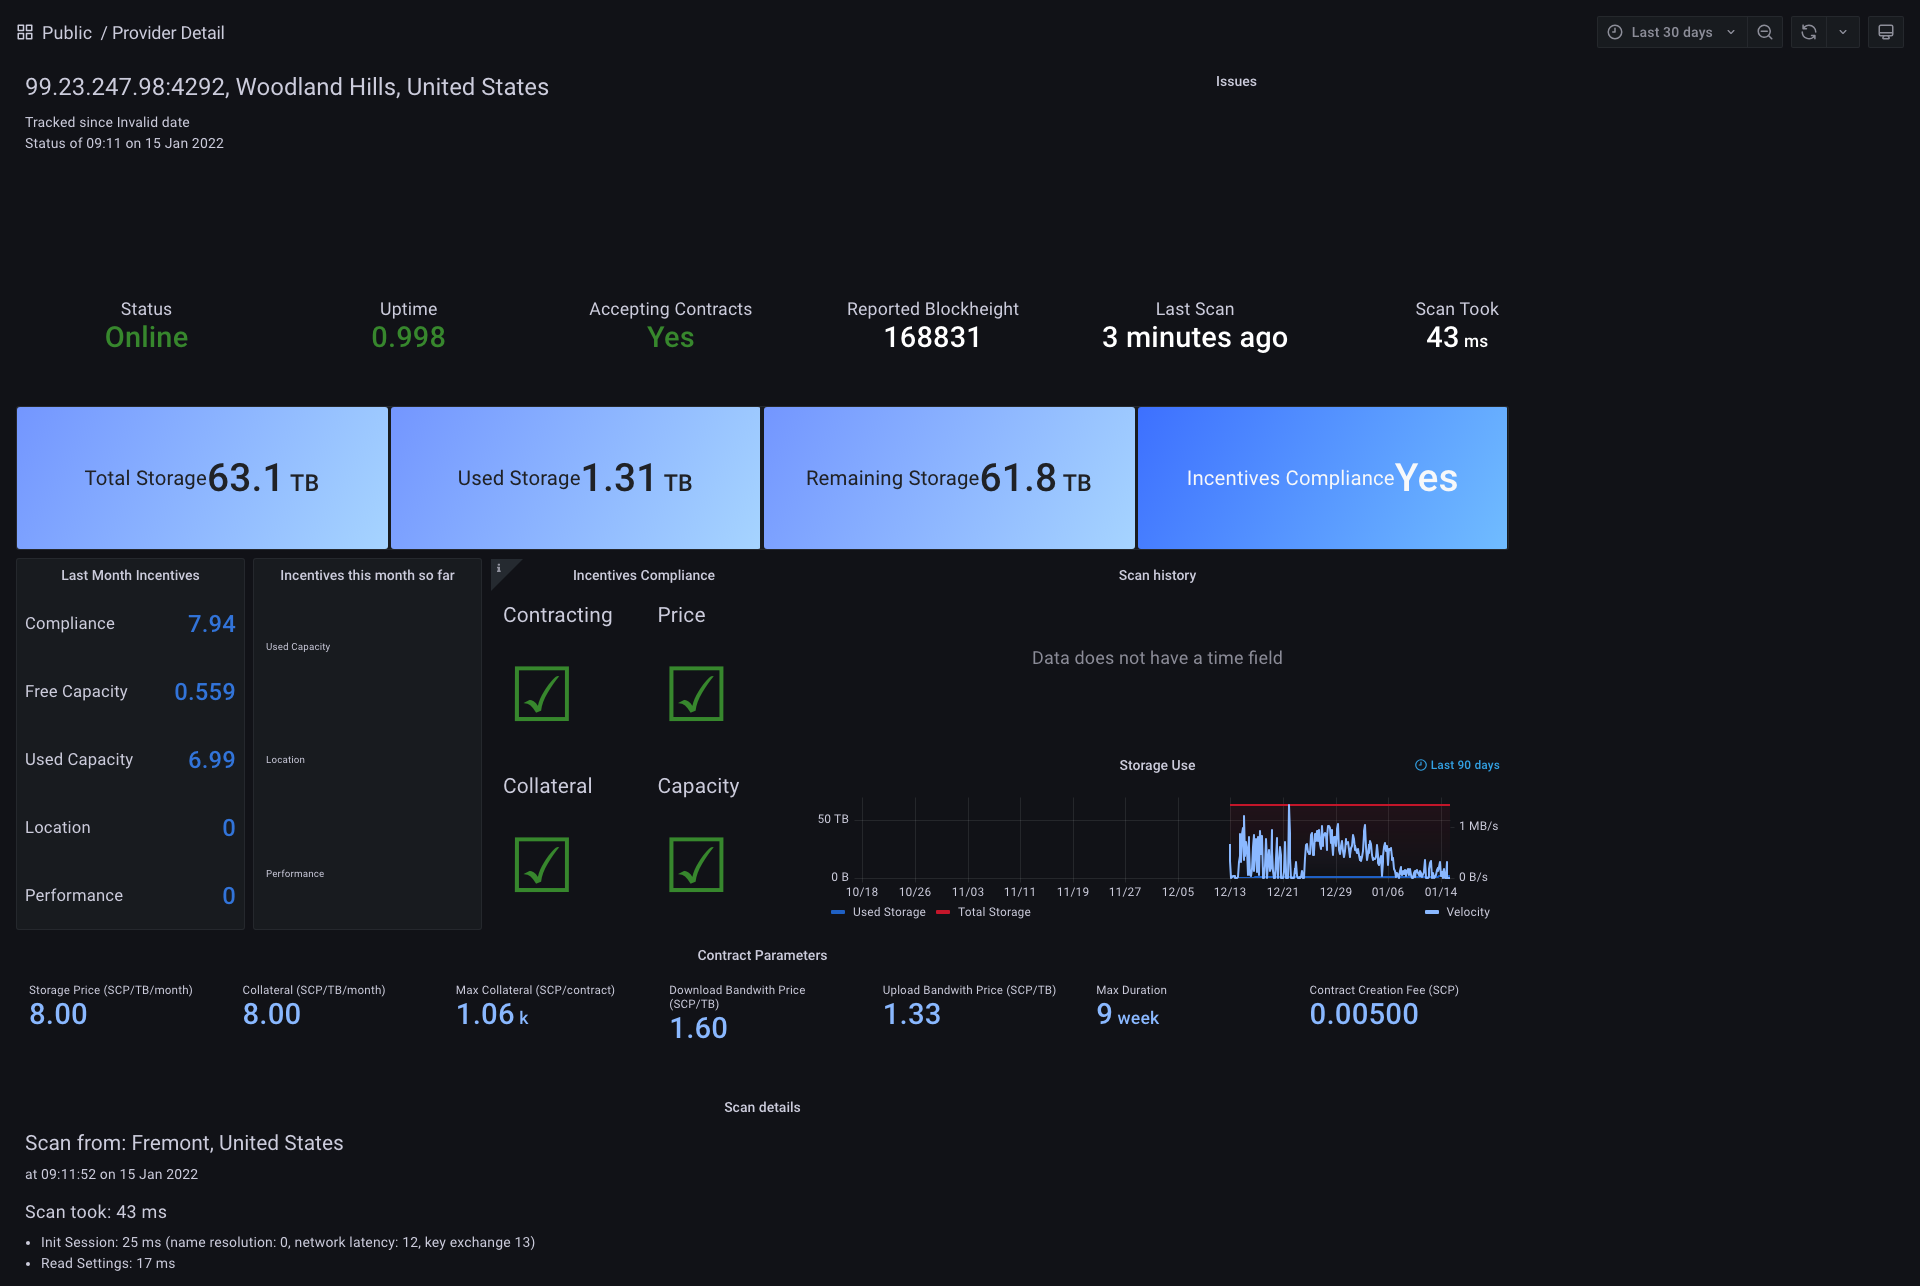 Public / Provider Detail
Last 30 days
99.23.247.98:4292, Woodland Hills, United States
Tracked since Invalid date
Status of 09:11 on 15 Jan 2022
Issues
Status
Online
Uptime
0.998
Accepting Contracts
Yes
Reported Blockheight
168831
Last Scan
3 minutes ago
Scan Took
43 ms
Total Storage 63.1 TB
Used Storage 1.31 TB
Remaining Storage 61.8 TB
Incentives Compliance Yes
Last Month Incentives
Compliance 7.94
Free Capacity 0.559
Used Capacity 6.99
Location 0
Performance 0
Incentives this month so far
Used Capacity
Location
Performance
i
Incentives Compliance
Contracting
Price
Collateral
Capacity
Scan history
Data does not have a time field
Storage Use
Last 90 days
50 TB
0 B
1 MB/s
0 B/s
10/18 10/26 11/03 11/11 11/19 11/27 12/05 12/13 12/21 12/29 01/06 01/14
Used Storage Total Storage Velocity
Contract Parameters
Storage Price (SCP/TB/month)
8.00
Collateral (SCP/TB/month)
8.00
Max Collateral (SCP/contract)
1.06 k
Download Bandwith Price
(SCP/TB)
1.60
Upload Bandwith Price (SCP/TB)
1.33
Max Duration
9 week
Contract Creation Fee (SCP)
0.00500
Scan details
Scan from: Fremont, United States
at 09:11:52 on 15 Jan 2022
Scan took: 43 ms
• Init Session: 25 ms (name resolution: 0, network latency: 12, key exchange 13)
• Read Settings: 17 ms